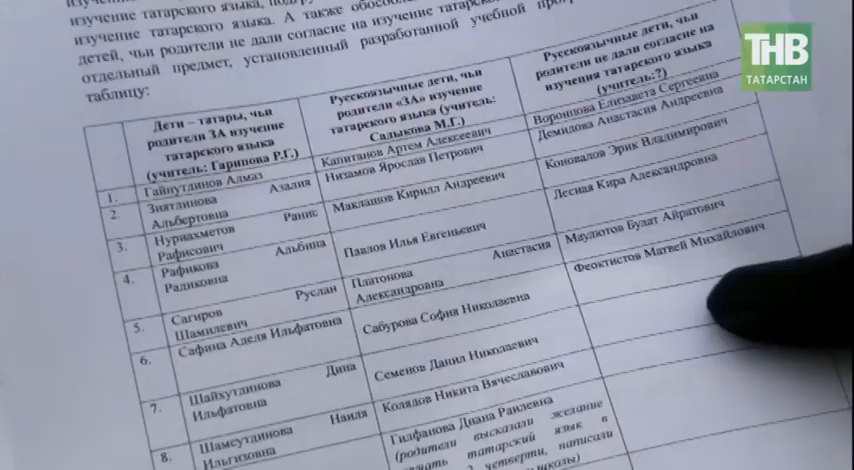 изучение татарского языка,
изучение татарского языка. А также
детей, чьи родители не дали согласие на изучение
отдельный предмет, установленный разработанной учебной
таблицу:
Дети – татары, чьи родители ЗА изучение татарского языка (учитель: Гарипова Р.Г.)
Русскоязычные дети, чьи родители «ЗА» изучение татарского языка (учитель: Садыкова М.Г.)
Русскоязычные дети, чьи родители не дали согласие на изучения татарского языка (учитель:?)
1. Гайнутдинов Алмаз
Капитанов Артем Алексеевич
Воронцова Елизавета Сергеевна
2. Зиятдинова Азалия Альбертовна
Низамов Ярослав Петрович
Демидова Анастасия Андреевна
3. Нуриахметов Ранис Рафисович
Маклашов Кирилл Андреевич
Коновалов Эрик Владимирович
4. Рафикова Альбина Радиковна
Павлов Илья Евгеньевич
Лесная Кира Александровна
5. Сагиров Руслан Шамилевич
Платонова Анастасия Александровна
Маулютов Булат Айратович
6. Сафина Аделя Ильфатовна
Сабурова София Николаевна
Феоктистов Матвей Михайлович
7. Шайхутдинова Дина Ильфатовна
Семенов Данил Николаевич
8. Шамсутдинова Наиля Ильгизовна
Колядов Никита Вячеславович
Гилфанова Диана Раилевна
(родители высказали желание
татарский язык в
четверти, написали
ТНВ
ТАТАРСТАН